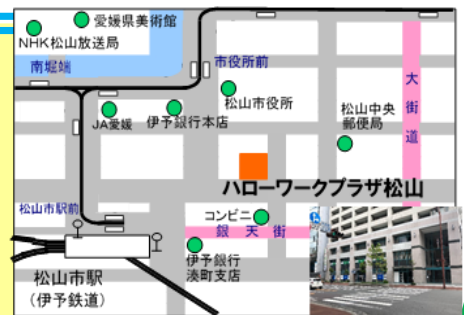 愛媛県美術館
NHK松山放送局
南堀端
市役所前
大街道
松山市役所
松山中央
郵便局
JA愛媛
伊予銀行本店
ハローワークプラザ松山
松山市駅前
コンビニ
銀天街
伊予銀行
湊町支店
松山市駅
（伊予鉄道）